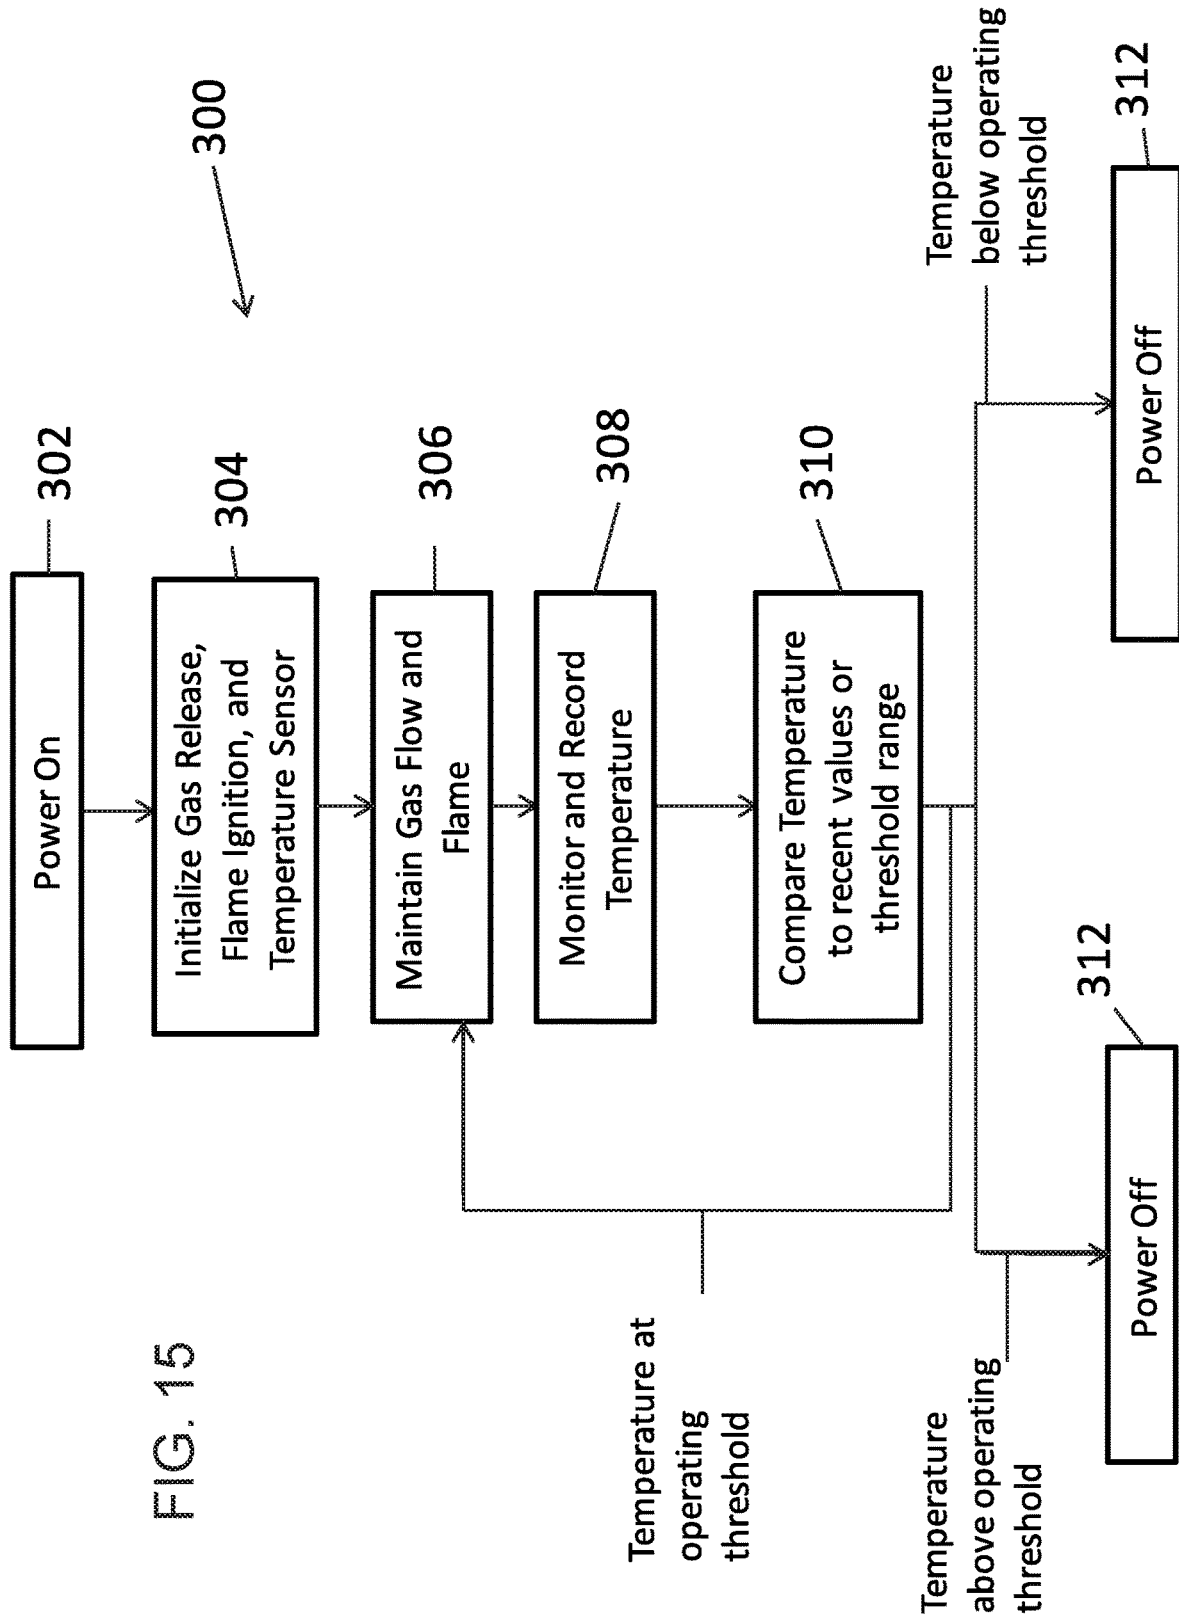 FIG. 15
300
Power On
302
Initialize Gas Release,
Flame Ignition, and
Temperature Sensor
304
Maintain Gas Flow and
Flame
306
Monitor and Record
Temperature
308
Compare Temperature
to recent values or
threshold range
310
Temperature at
operating
threshold
Temperature
above operating
threshold
Power Off
312
Temperature
below operating
threshold
Power Off
312